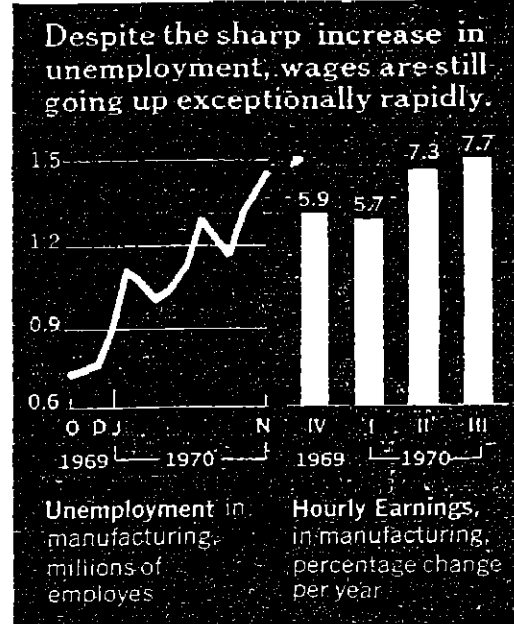 Despite the sharp increase in
unemployment, wages are still
going up exceptionally rapidly.
1.5
1.2
0.9
0.6
O D J N
1969 1970
5.9 5.7 7.3 7.7
IV I II III
1969 1970
Unemployment in
manufacturing,
millions of
employes
Hourly Earnings,
in manufacturing,
percentage change
per year